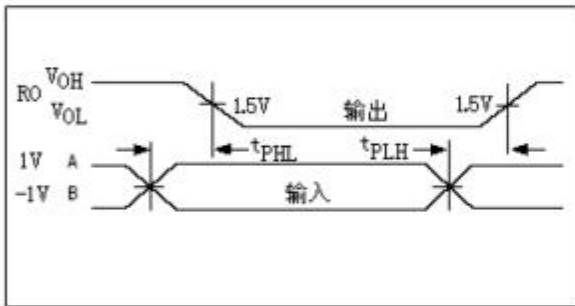 RO VOH
VOL
1.5V
输出
1.5V
tPHL
tPLH
1V A
-1V B
输入